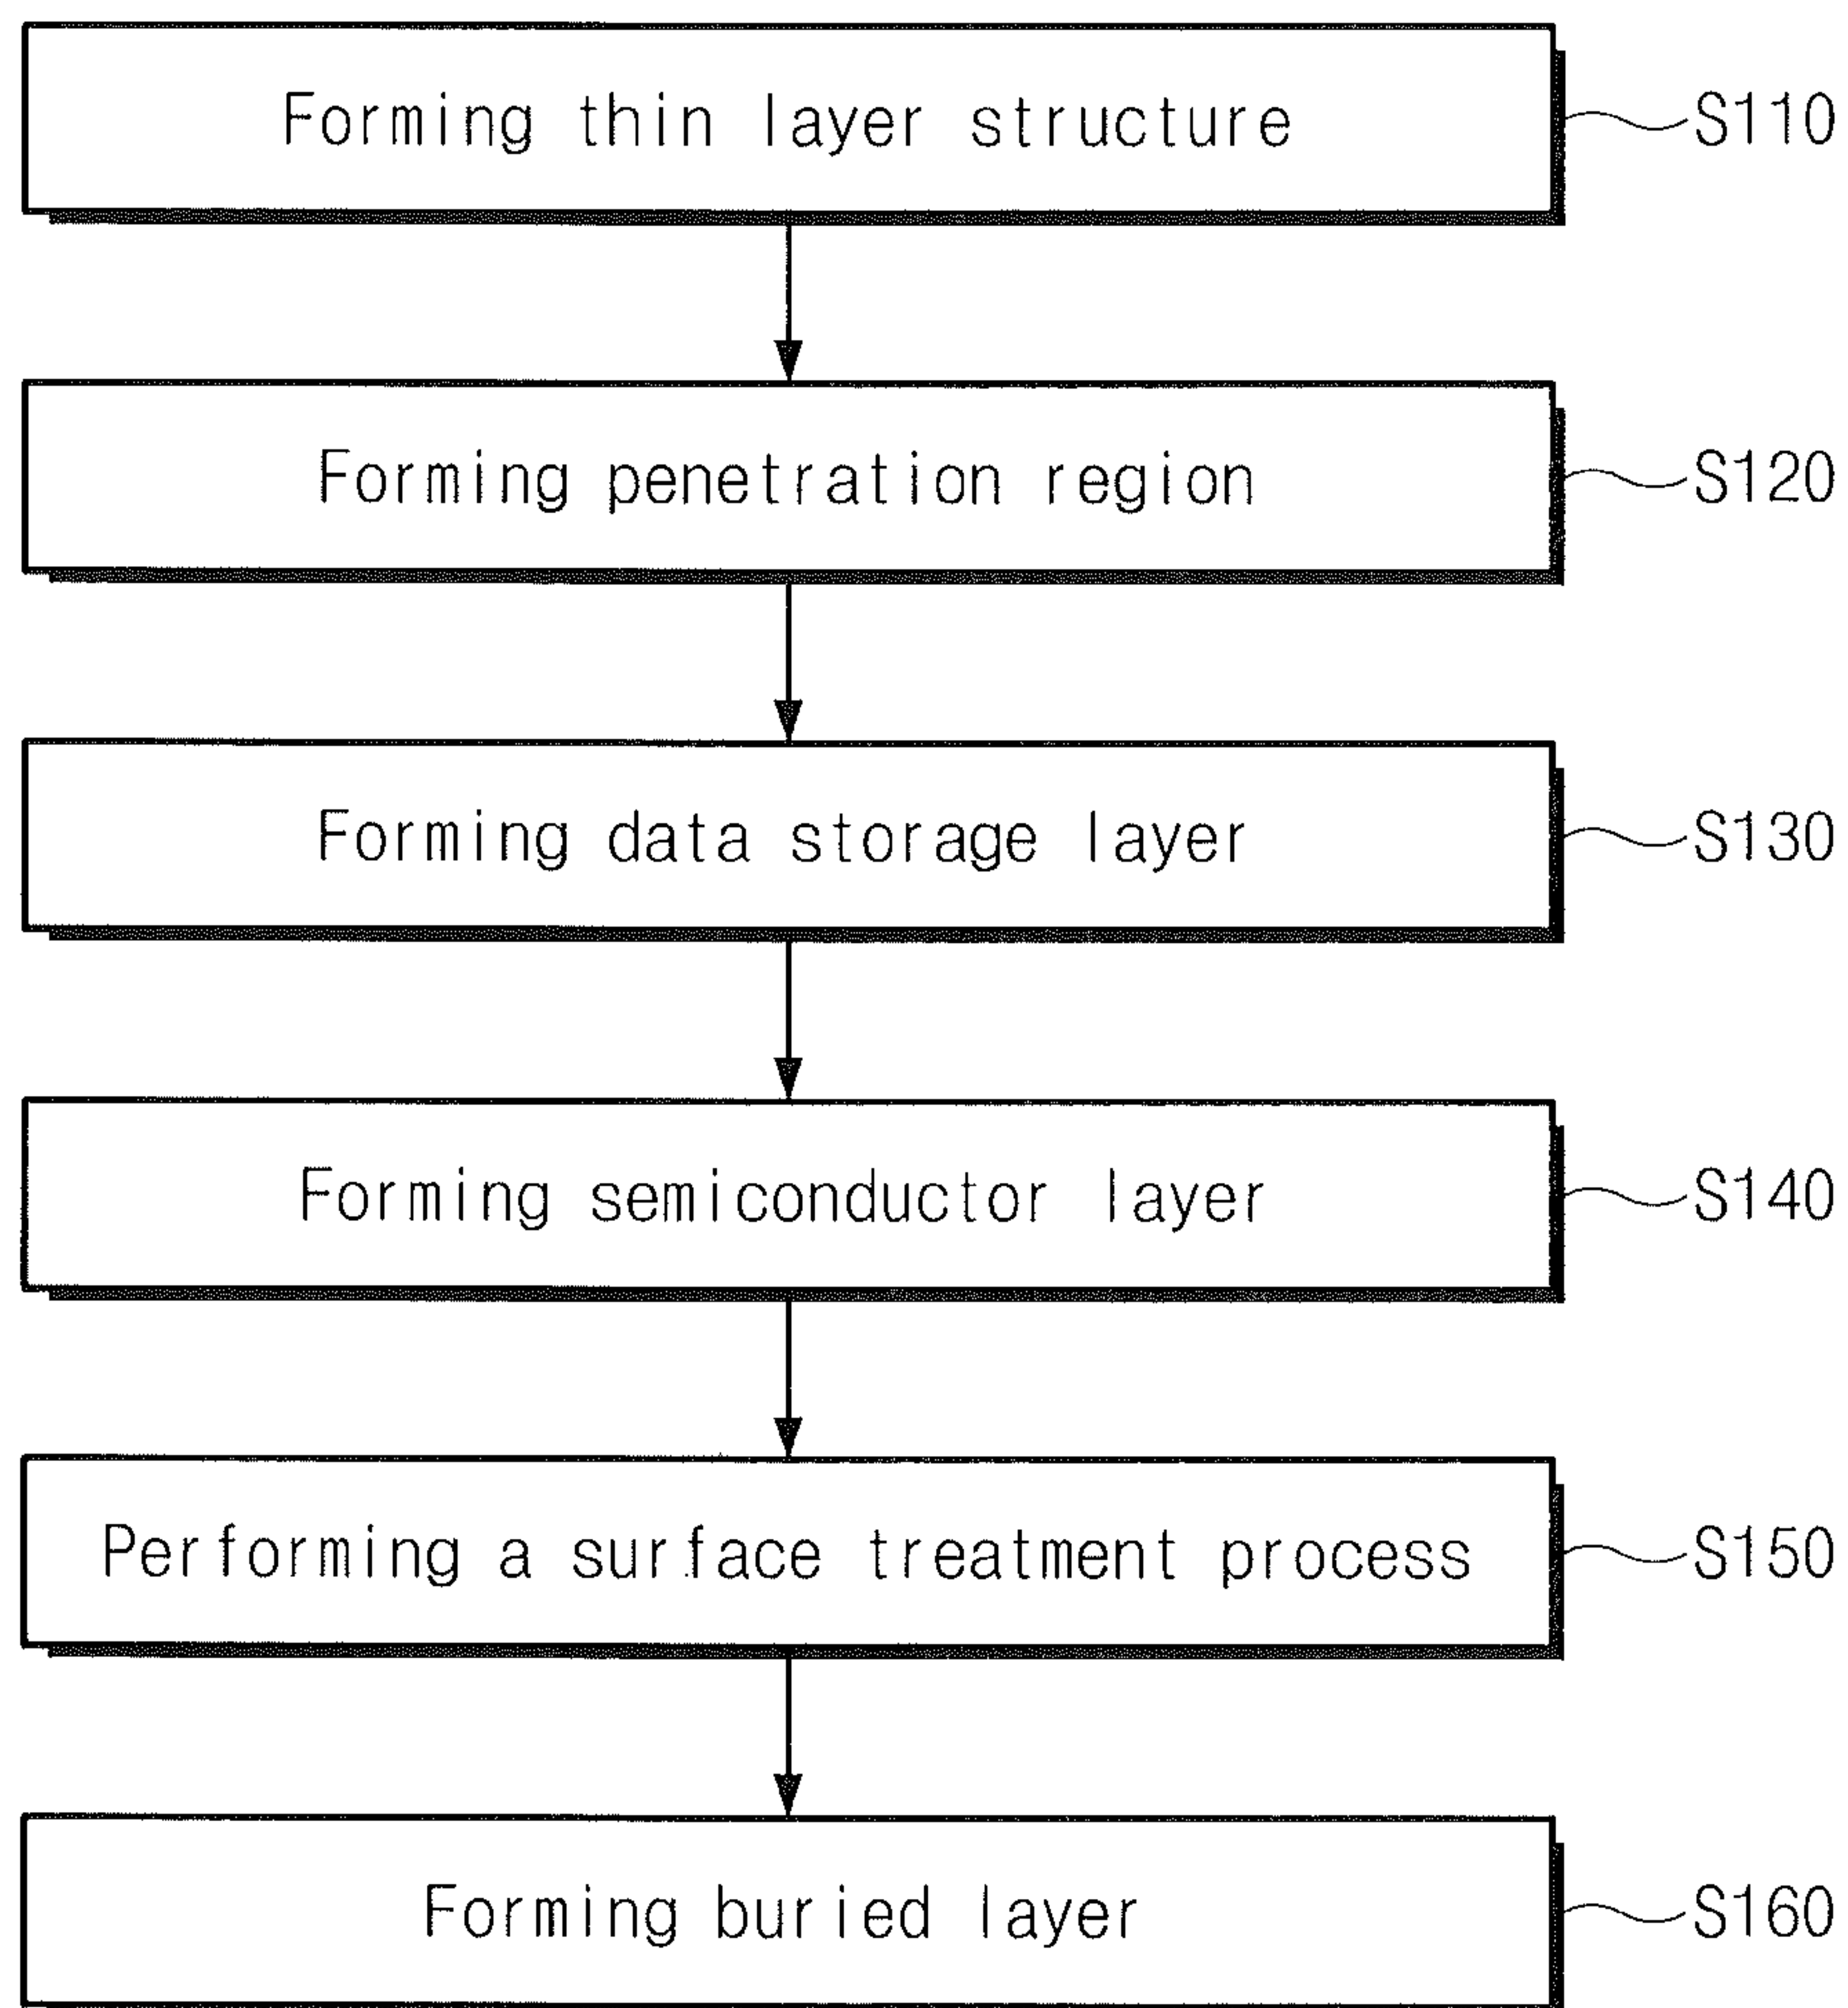 Forming thin layer structure S110
Forming penetration region S120
Forming data storage layer S130
Forming semiconductor layer S140
Performing a surface treatment process S150
Forming buried layer S160